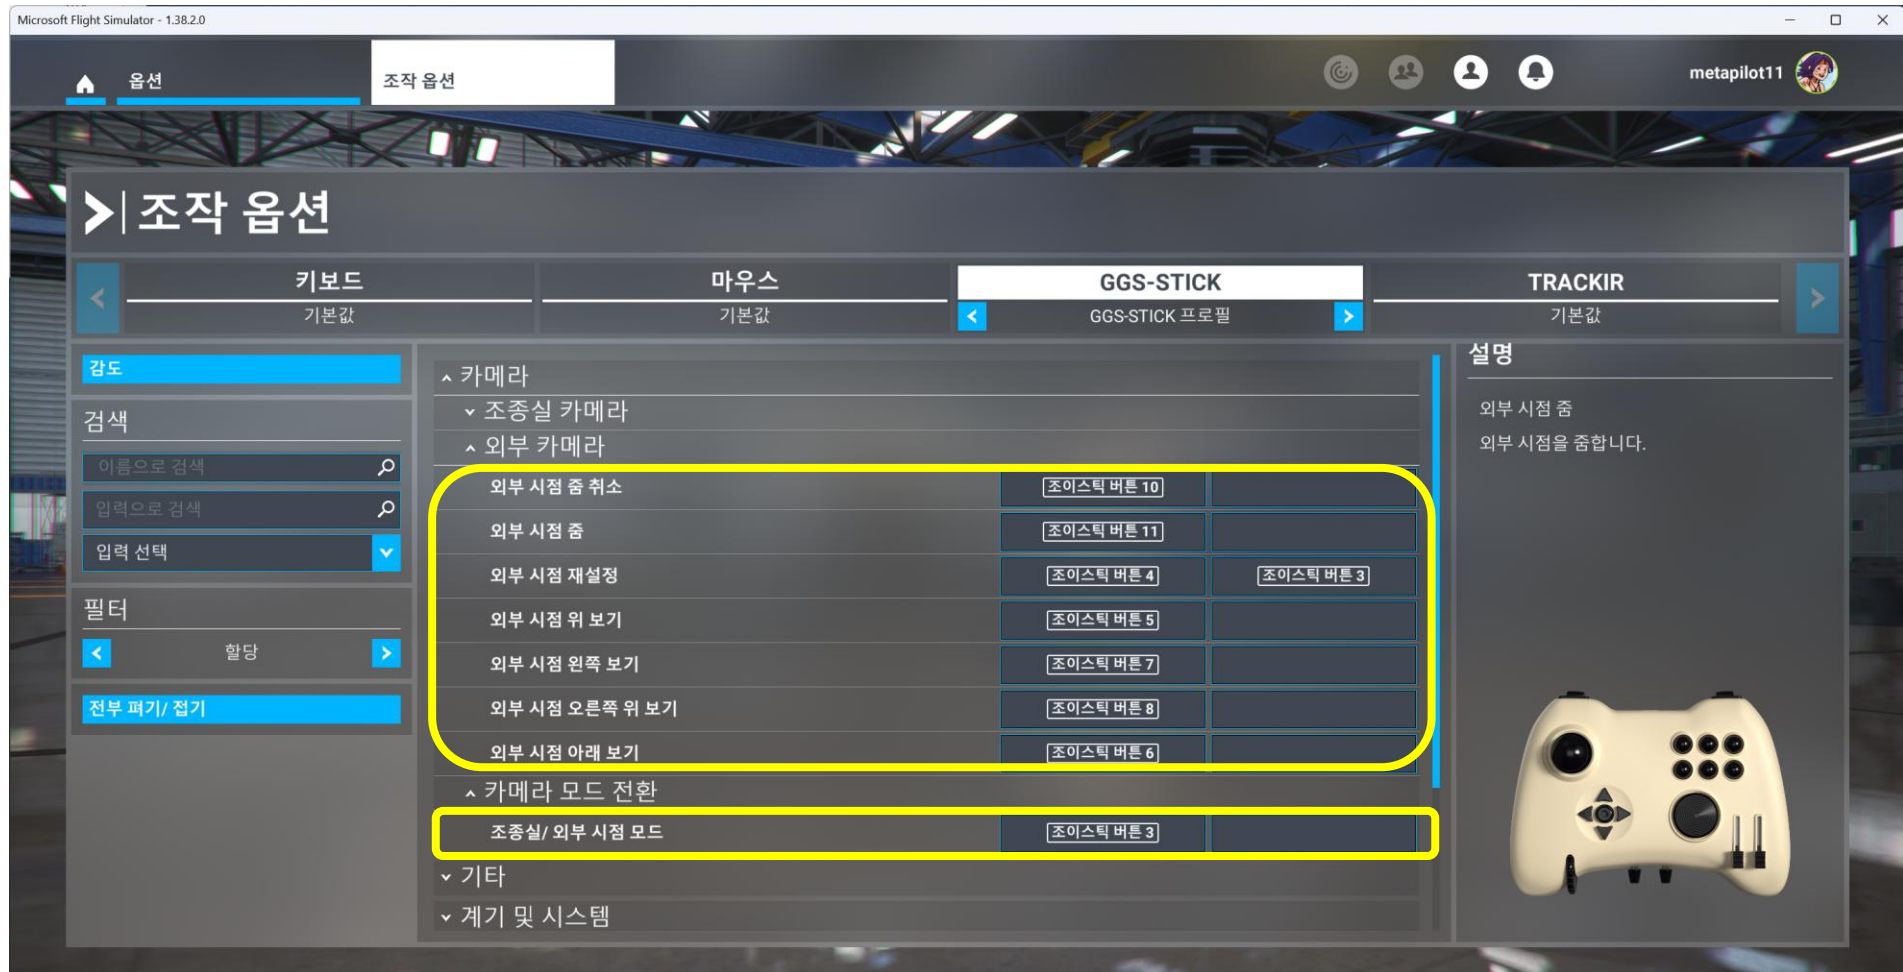 Microsoft Flight Simulator - 1.38.2.0
옵션
조작 옵션
metapilot11
조작 옵션
키보드
기본값
마우스
기본값
GGS-STICK
GGS-STICK 프로필
TRACKIR
기본값
감도
검색
이름으로 검색
입력으로 검색
입력 선택
필터
할당
전부 펴기/ 접기
카메라
조종실 카메라
외부 카메라
외부 시점 줌 취소 조이스틱 버튼 10
외부 시점 줌 조이스틱 버튼 11
외부 시점 재설정 조이스틱 버튼 4 조이스틱 버튼 3
외부 시점 위 보기 조이스틱 버튼 5
외부 시점 왼쪽 보기 조이스틱 버튼 7
외부 시점 오른쪽 위 보기 조이스틱 버튼 8
외부 시점 아래 보기 조이스틱 버튼 6
카메라 모드 전환
조종실/ 외부 시점 모드 조이스틱 버튼 3
기타
계기 및 시스템
설명
외부 시점 줌
외부 시점을 줌합니다.